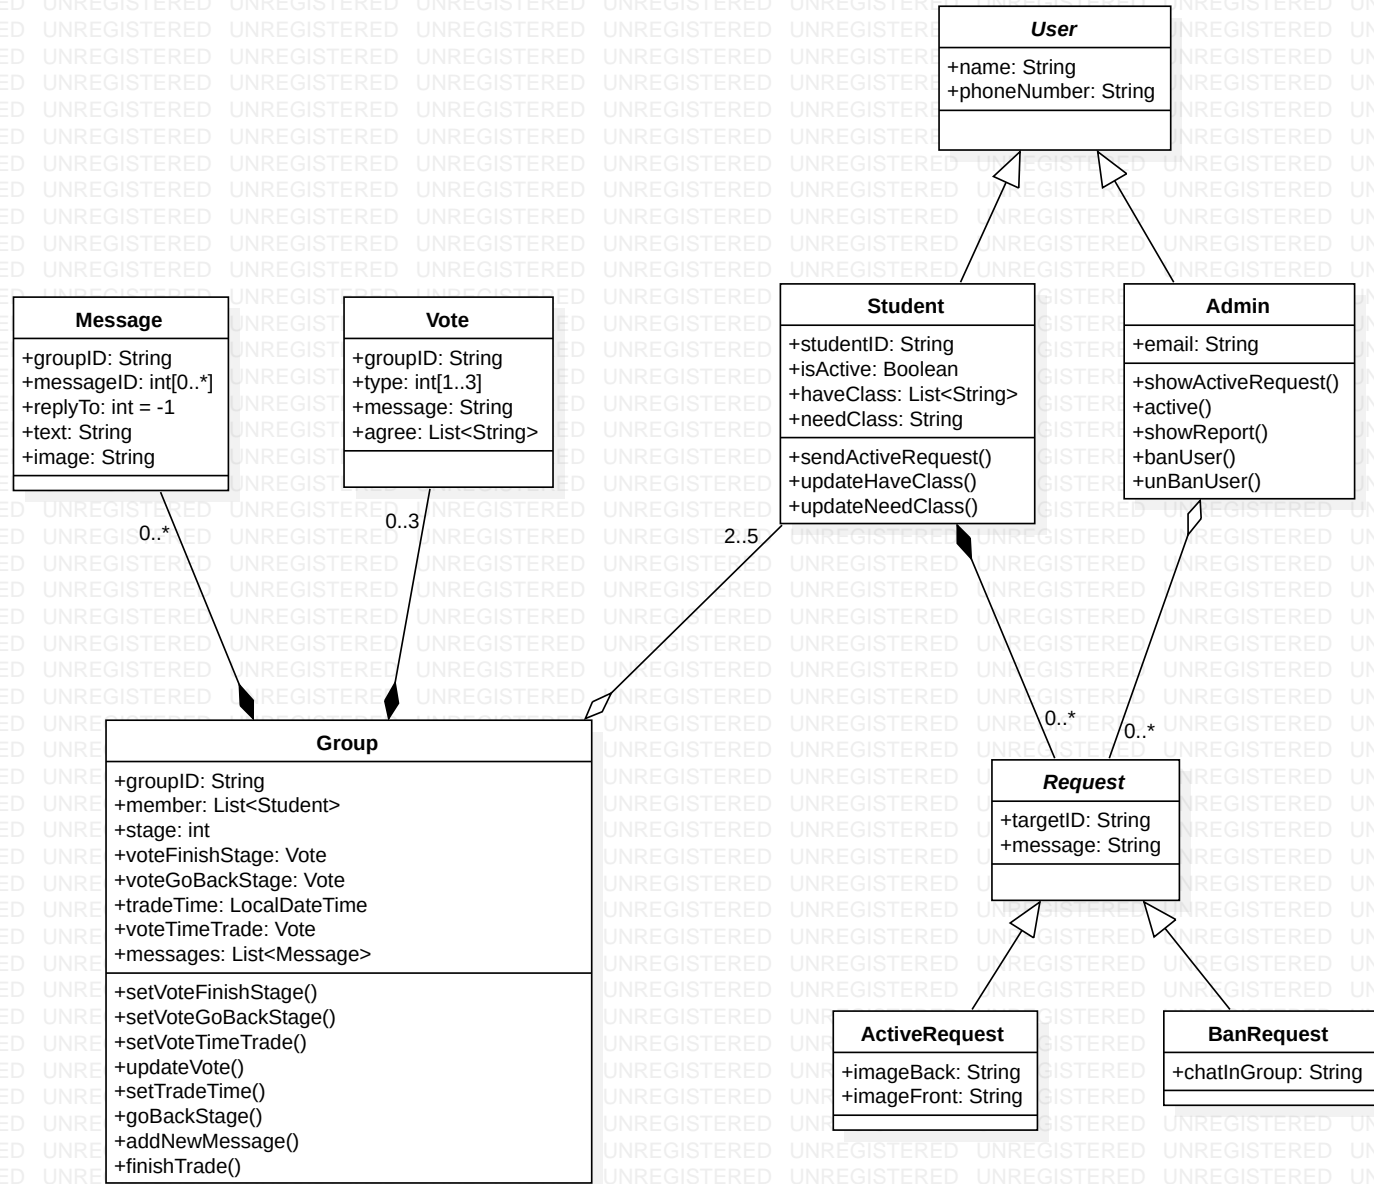 User
+name: String
+phoneNumber: String
Message
+groupID: String
+messageID: int[0..*]
+replyTo: int = -1
+text: String
+image: String
Vote
+groupID: String
+type: int[1..3]
+message: String
+agree: List<String>
Student
+studentID: String
+isActive: Boolean
+haveClass: List<String>
+needClass: String
+sendActiveRequest()
+updateHaveClass()
+updateNeedClass()
Admin
+email: String
+showActiveRequest()
+active()
+showReport()
+banUser()
+unBanUser()
0..*
0..3
2..5
0..*
0..*
Group
+groupID: String
+member: List<Student>
+stage: int
+voteFinishStage: Vote
+voteGoBackStage: Vote
+tradeTime: LocalDateTime
+voteTimeTrade: Vote
+messages: List<Message>
+setVoteFinishStage()
+setVoteGoBackStage()
+setVoteTimeTrade()
+updateVote()
+setTradeTime()
+goBackStage()
+addNewMessage()
+finishTrade()
Request
+targetID: String
+message: String
ActiveRequest
+imageBack: String
+imageFront: String
BanRequest
+chatInGroup: String
UNREGISTERED